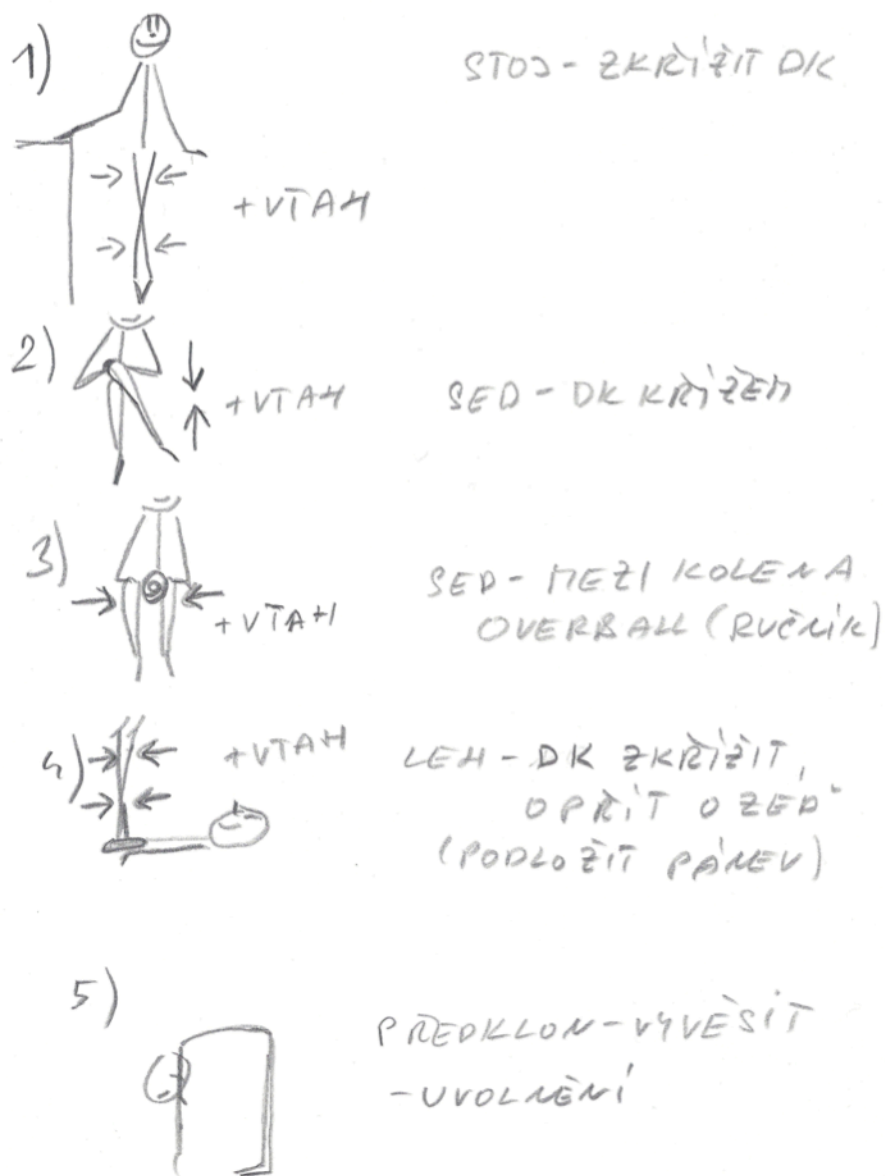 1)
STOJ - ZKŘÍŽIT DK
+ VTAH
2)
+ VTAH
SED - DK KŘÍŽEM
3)
+ VTAH
SED - MEZI KOLENA
OVERBALL (RUČNÍK)
4)
+ VTAH
LEH - DK ZKŘÍŽIT,
OPŘÍT O ZEĎ
(PODLOŽIT PÁNEV)
5)
PŘEDKLON - VYVĚSIT
- UVOLNĚNÍ